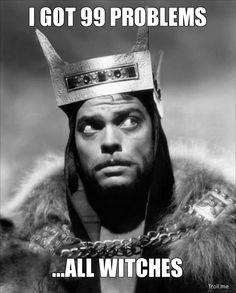 I GOT 99 PROBLEMS
...ALL WITCHES
Troll.me